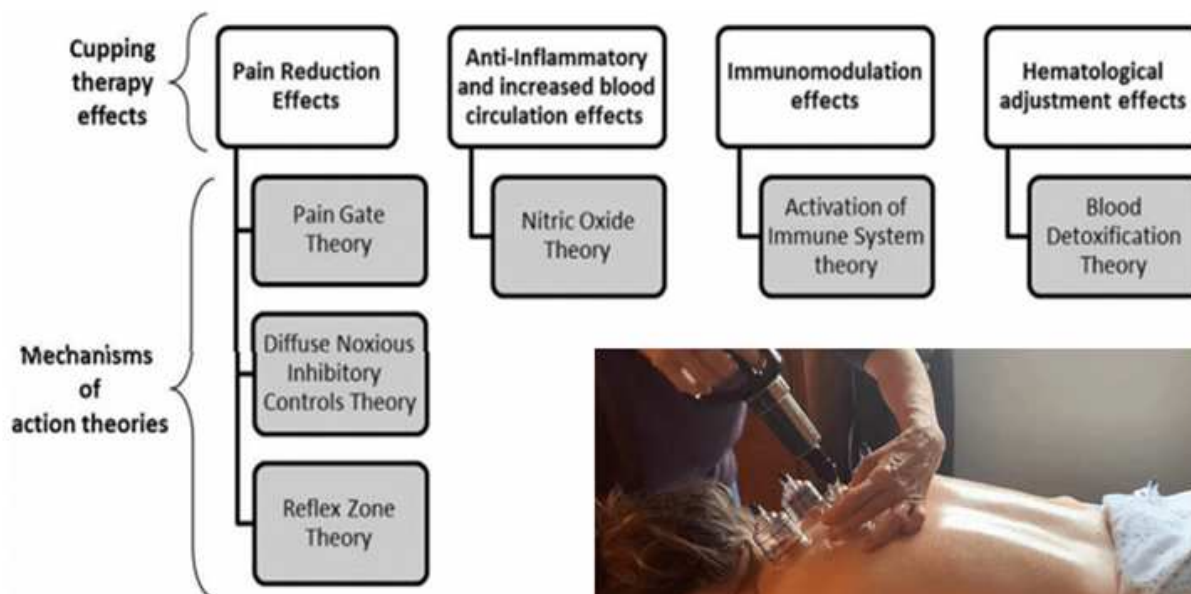 Cupping
therapy
effects
Pain Reduction
Effects
Anti-Inflammatory
and increased blood
circulation effects
Immunomodulation
effects
Hematological
adjustment effects
Mechanisms
of
action theories
Pain Gate
Theory
Nitric Oxide
Theory
Activation of
Immune System
theory
Blood
Detoxification
Theory
Diffuse Noxious
Inhibitory
Controls Theory
Reflex Zone
Theory